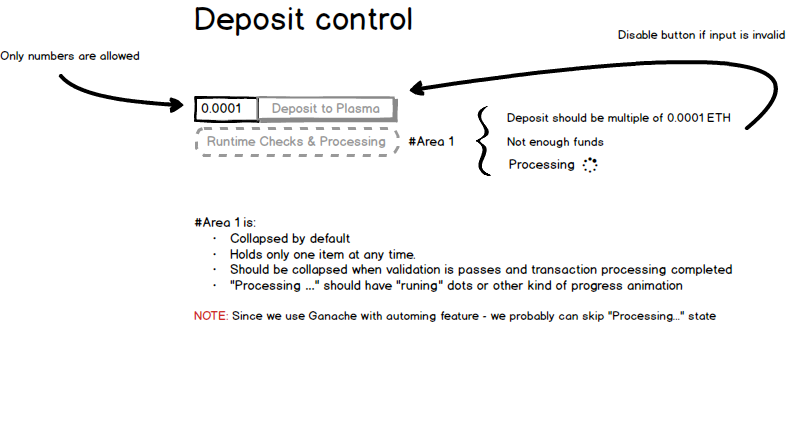 Deposit control
Disable button if input is invalid
Only numbers are allowed
0.0001 Deposit to Plasma
Runtime Checks & Processing #Area 1
Deposit should be multiple of 0.0001 ETH
Not enough funds
Processing
#Area 1 is:
· Collapsed by default
· Holds only one item at any time.
· Should be collapsed when validation is passes and transaction processing completed
· "Processing ..." should have "runing" dots or other kind of progress animation
NOTE: Since we use Ganache with automing feature - we probably can skip "Processing..." state